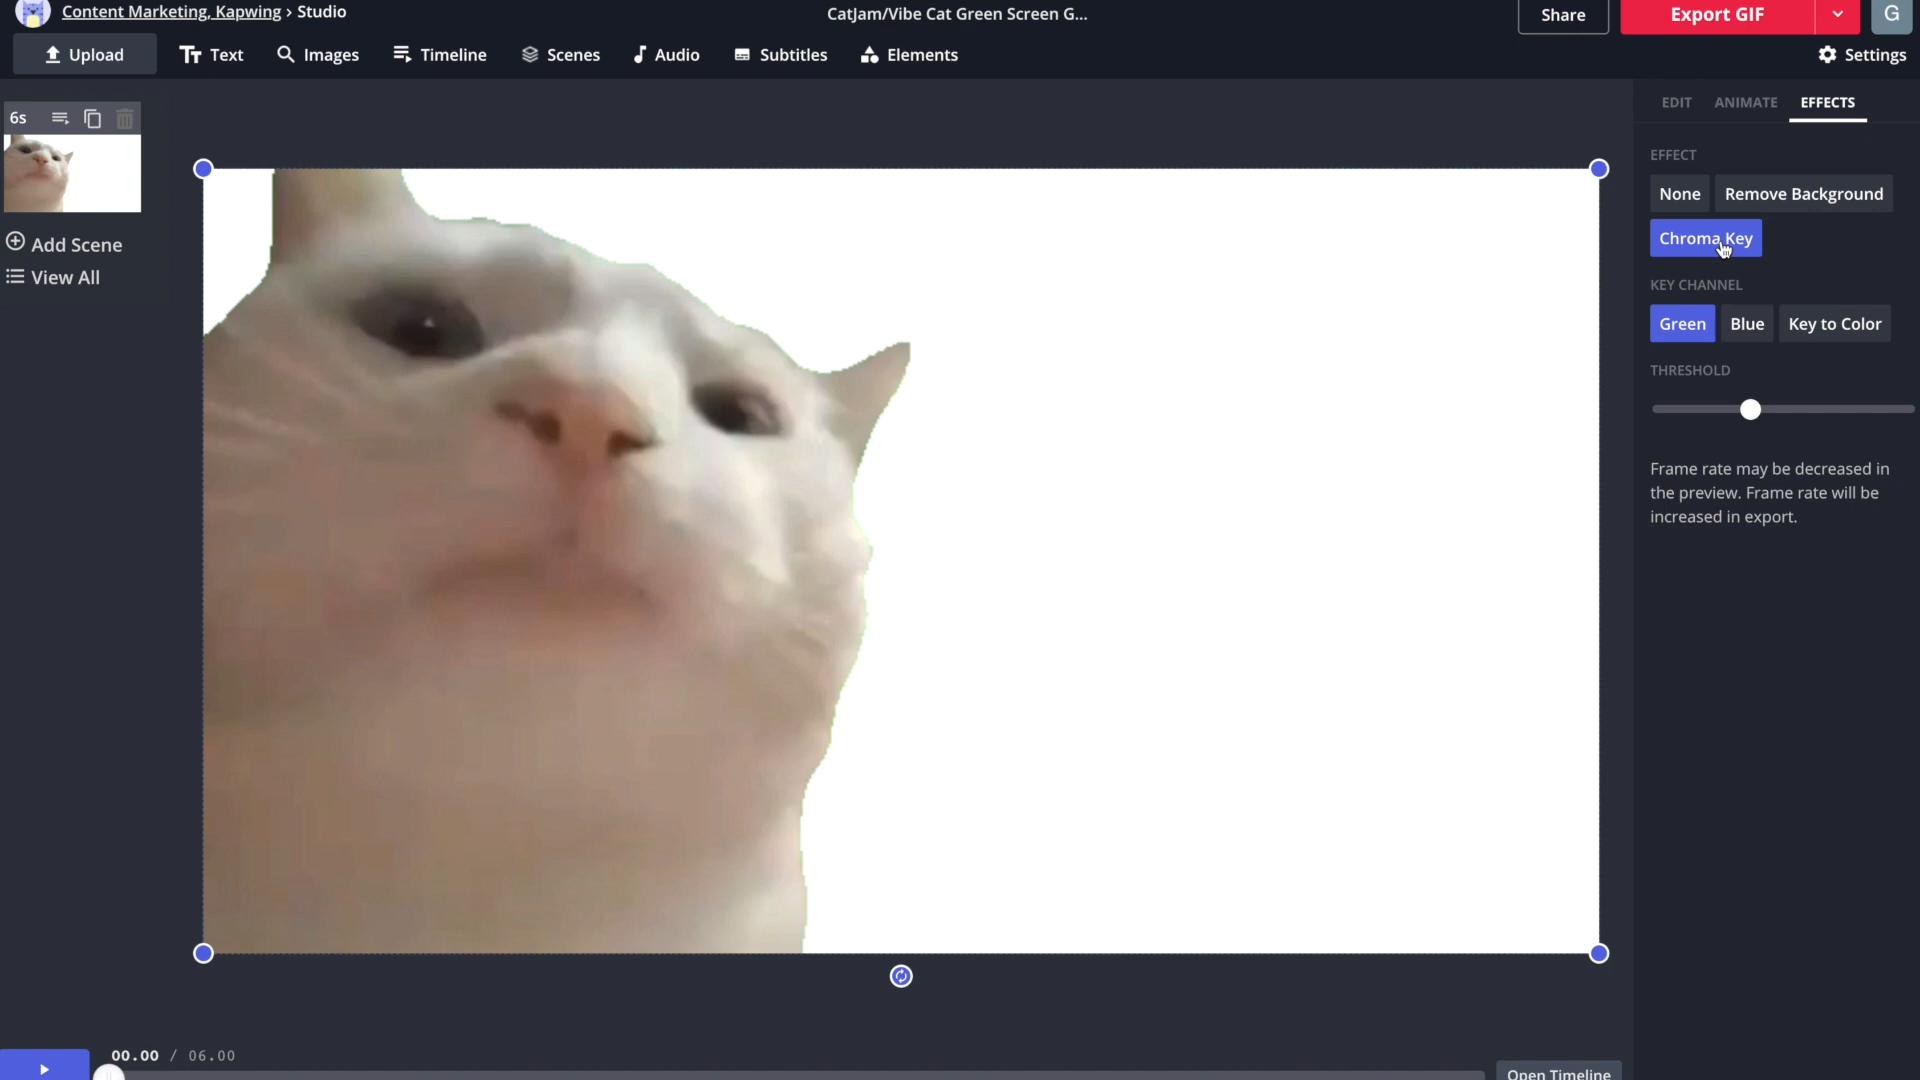 Content Marketing, Kapwing › Studio
CatJam/Vibe Cat Green Screen G...
Share
Export GIF
G
Upload
Text
Images
Timeline
Scenes
Audio
Subtitles
Elements
Settings
6s
Add Scene
View All
EDIT
ANIMATE
EFFECTS
EFFECT
None
Remove Background
Chroma Key
KEY CHANNEL
Green
Blue
Key to Color
THRESHOLD
Frame rate may be decreased in
the preview. Frame rate will be
increased in export.
00.00 / 06.00
Open Timeline